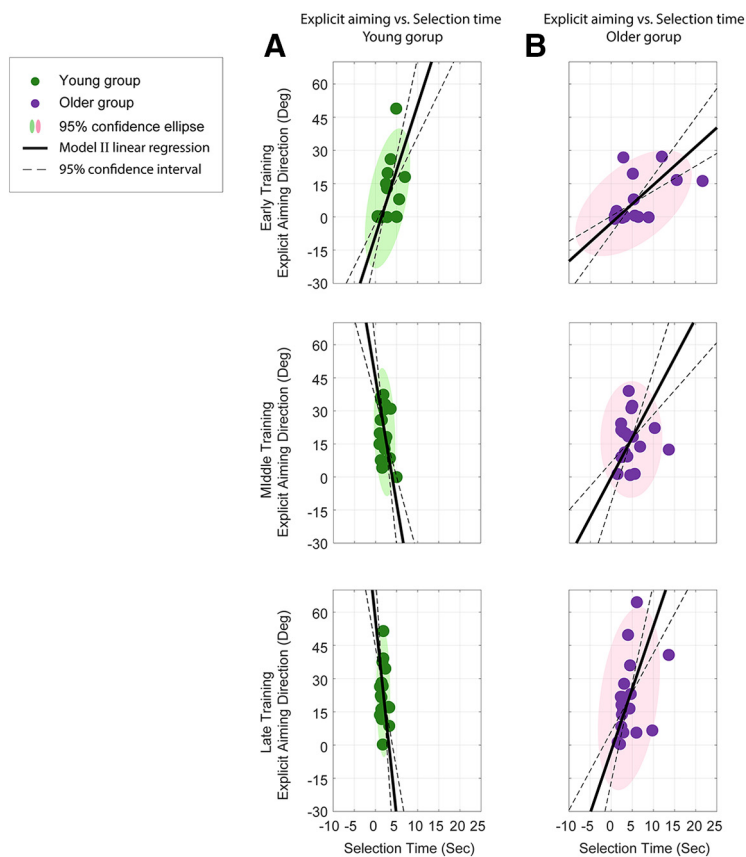 Explicit aiming vs. Selection time
Young gorup
Explicit aiming vs. Selection time
Older gorup
A
B
Young group
Older group
95% confidence ellipse
Model II linear regression
95% confidence interval
Early Training
Explicit Aiming Direction (Deg)
60
45
30
15
0
-15
-30
Middle Training
Explicit Aiming Direction (Deg)
60
45
30
15
0
-15
-30
Late Training
Explicit Aiming Direction (Deg)
60
45
30
15
0
-15
-30
-10 -5 0 5 10 15 20 25
-10 -5 0 5 10 15 20 25
Selection Time (Sec)
Selection Time (Sec)